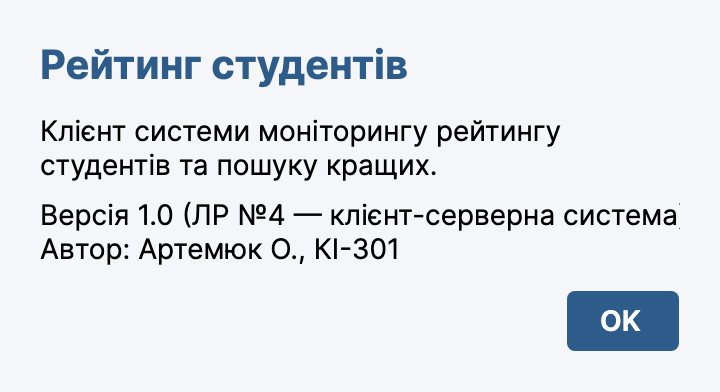 Рейтинг студентів
Клієнт системи моніторингу рейтингу
студентів та пошуку кращих.
Версія 1.0 (ЛР №4 — клієнт-серверна система)
Автор: Артемюк О., КІ-301
OK